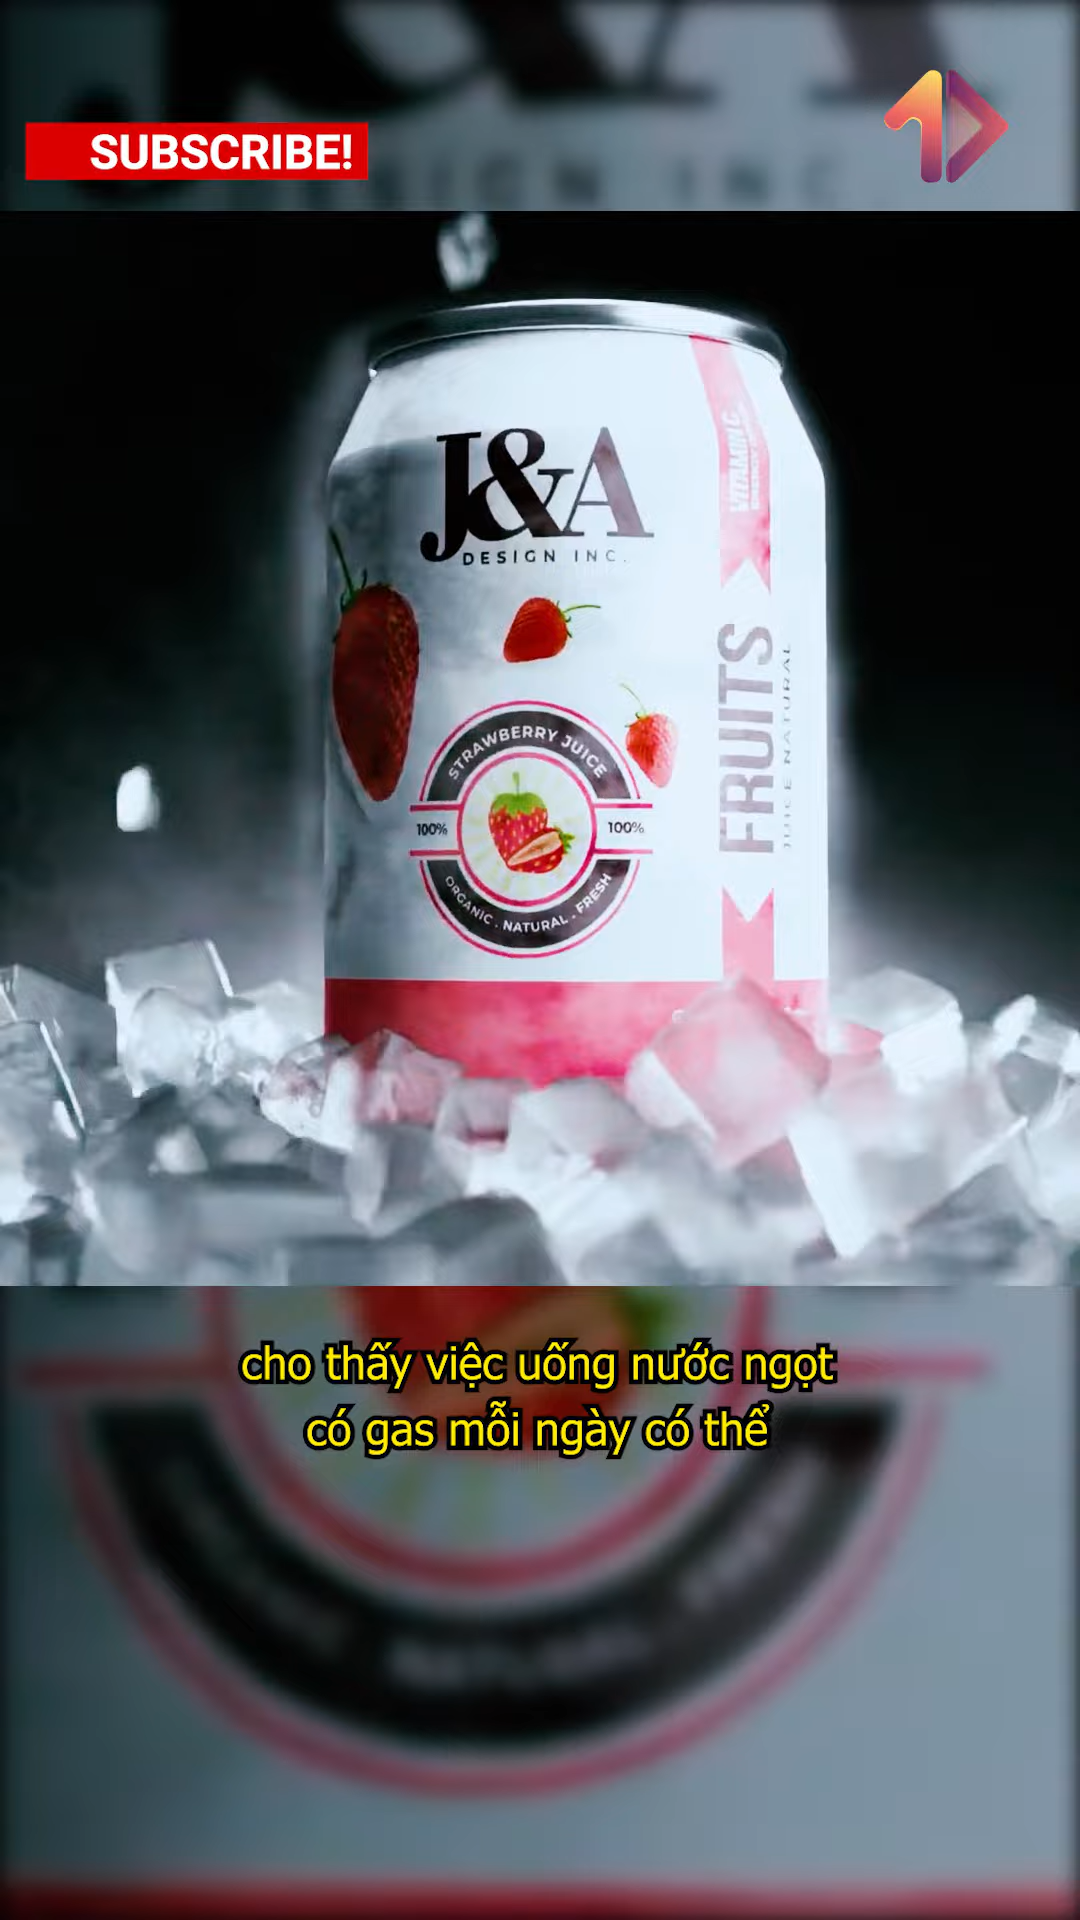 SUBSCRIBE!
J&A
DESIGN INC.
VITAMIN C
FRUITS
JUICE NATURAL
STRAWBERRY JUICE
100%
100%
ORGANIC . NATURAL . FRESH
cho thấy việc uống nước ngọt
có gas mỗi ngày có thể